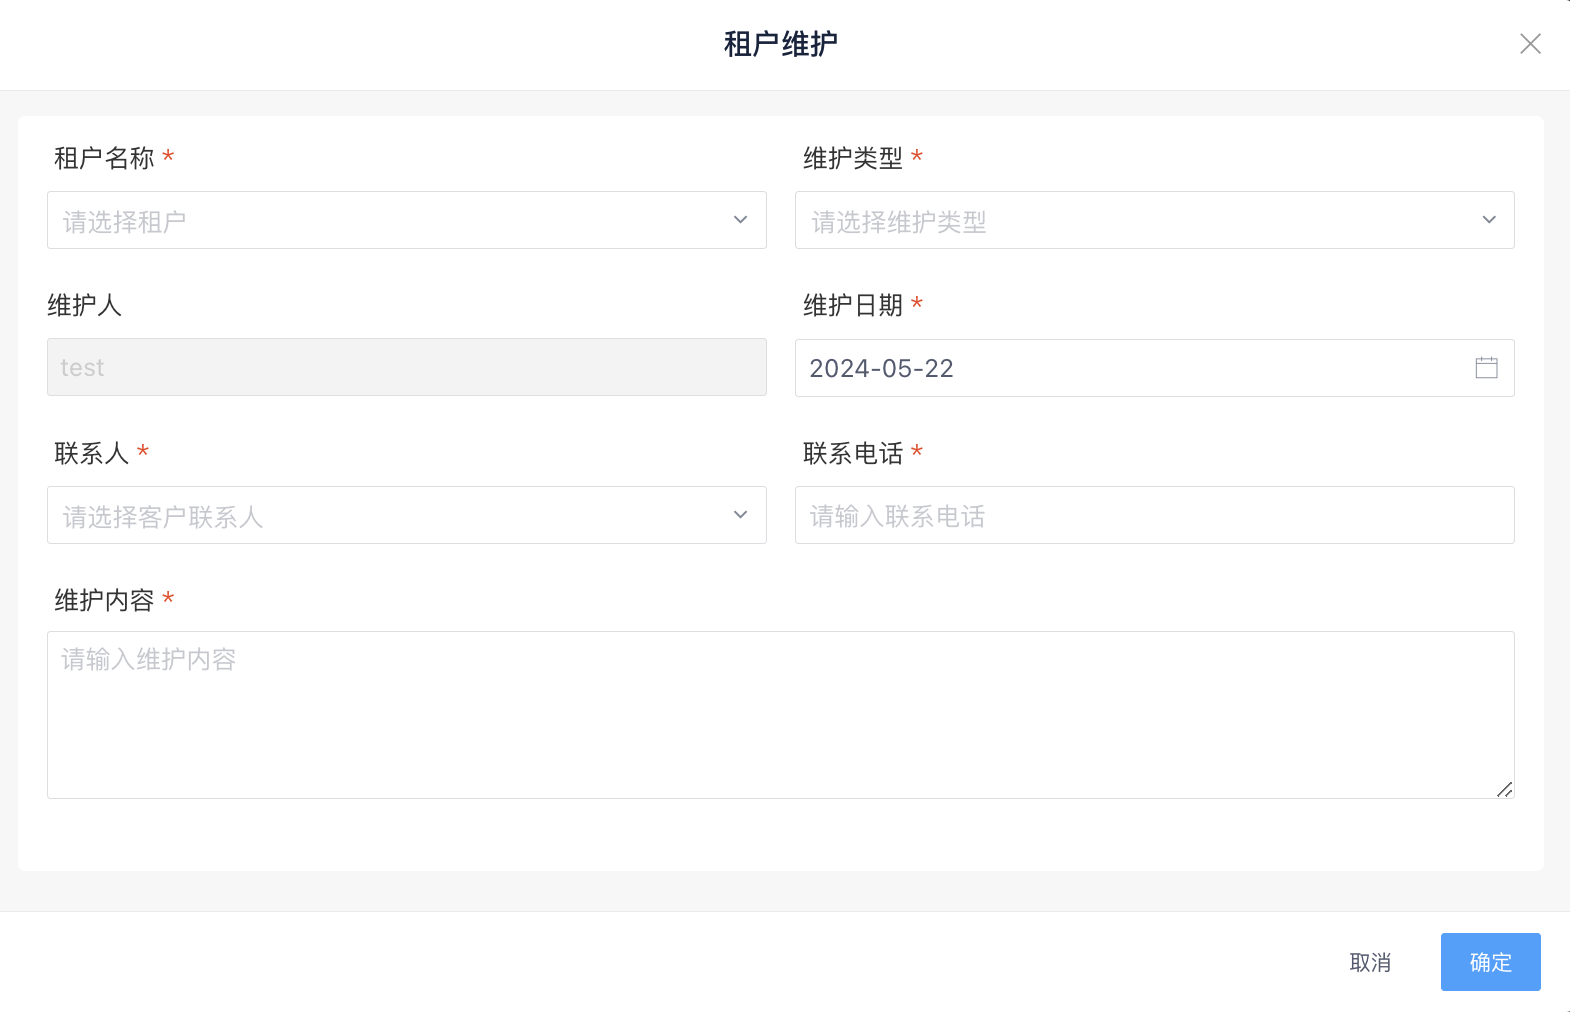 租户维护
租户名称 *
维护类型 *
请选择租户
请选择维护类型
维护人
维护日期 *
test
2024-05-22
联系人 *
联系电话 *
请选择客户联系人
请输入联系电话
维护内容 *
请输入维护内容
取消
确定